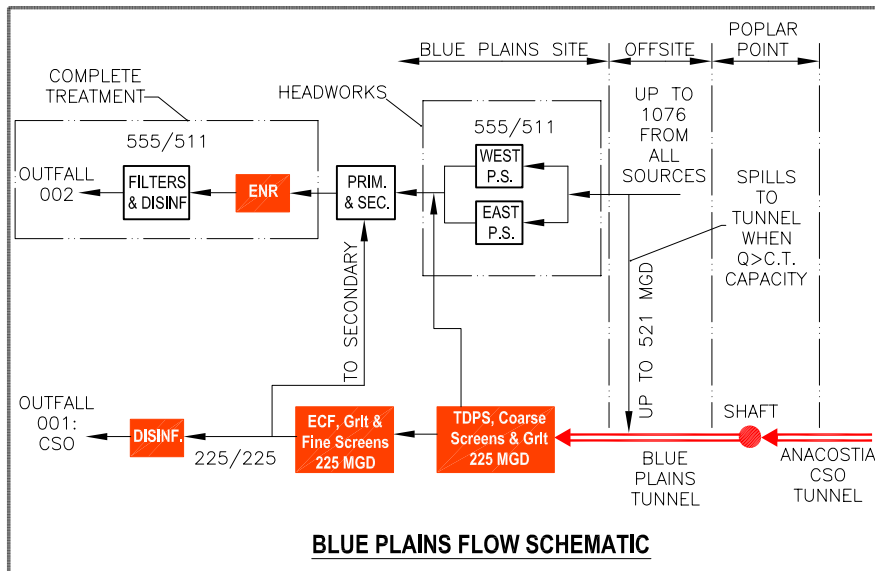 POPLAR
POINT
BLUE PLAINS SITE
OFFSITE
COMPLETE
TREATMENT
HEADWORKS
555/511
555/511
UP TO
1076
FROM
ALL
SOURCES
OUTFALL
002
FILTERS
& DISINF
ENR
PRIM.
& SEC.
WEST
P.S.
EAST
P.S.
SPILLS
TO
TUNNEL
WHEN
Q>C.T.
CAPACITY
TO SECONDARY
UP TO 521 MGD
OUTFALL
001:
CSO
DISINF.
225/225
ECF, GrIt &
Fine Screens
225 MGD
TDPS, Coarse
Screens & GrIt
225 MGD
SHAFT
BLUE
PLAINS
TUNNEL
ANACOSTIA
CSO
TUNNEL
BLUE PLAINS FLOW SCHEMATIC